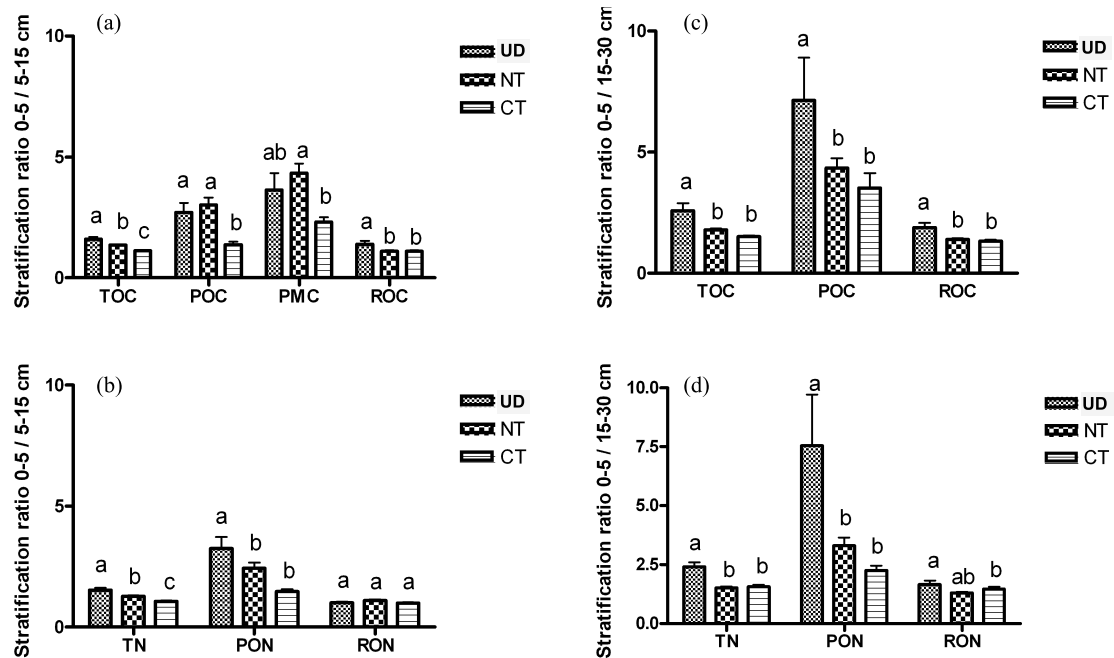 (a)
Stratification ratio 0-5 / 5-15 cm
10
5
0
a b c
a a b
ab a b
a b b
TOC POC PMC ROC
UD
NT
CT
(c)
Stratification ratio 0-5 / 15-30 cm
10
5
0
a b b
a b b
a b b
TOC POC ROC
UD
NT
CT
(b)
Stratification ratio 0-5 / 5-15 cm
10
5
0
a b c
a b b
a a a
TN PON RON
UD
NT
CT
(d)
Stratification ratio 0-5 / 15-30 cm
10.0
7.5
5.0
2.5
0.0
a b b
a b b
a ab b
TN PON RON
UD
NT
CT